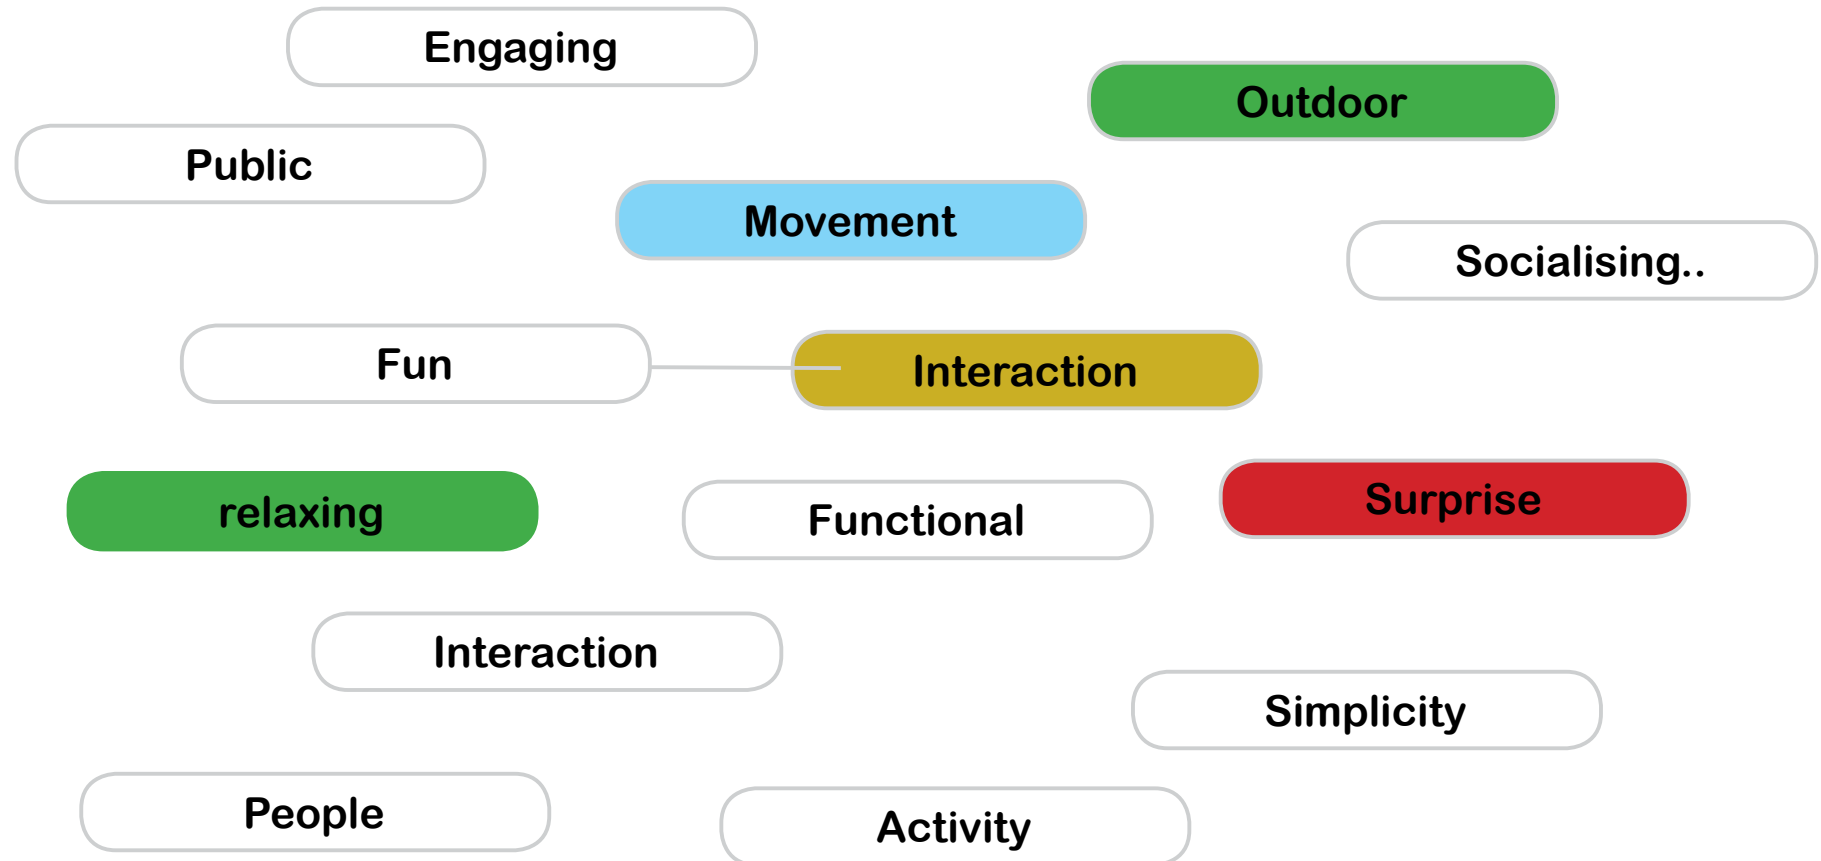 Engaging
Outdoor
Public
Movement
Socialising..
Fun
Interaction
relaxing
Functional
Surprise
Interaction
Simplicity
People
Activity